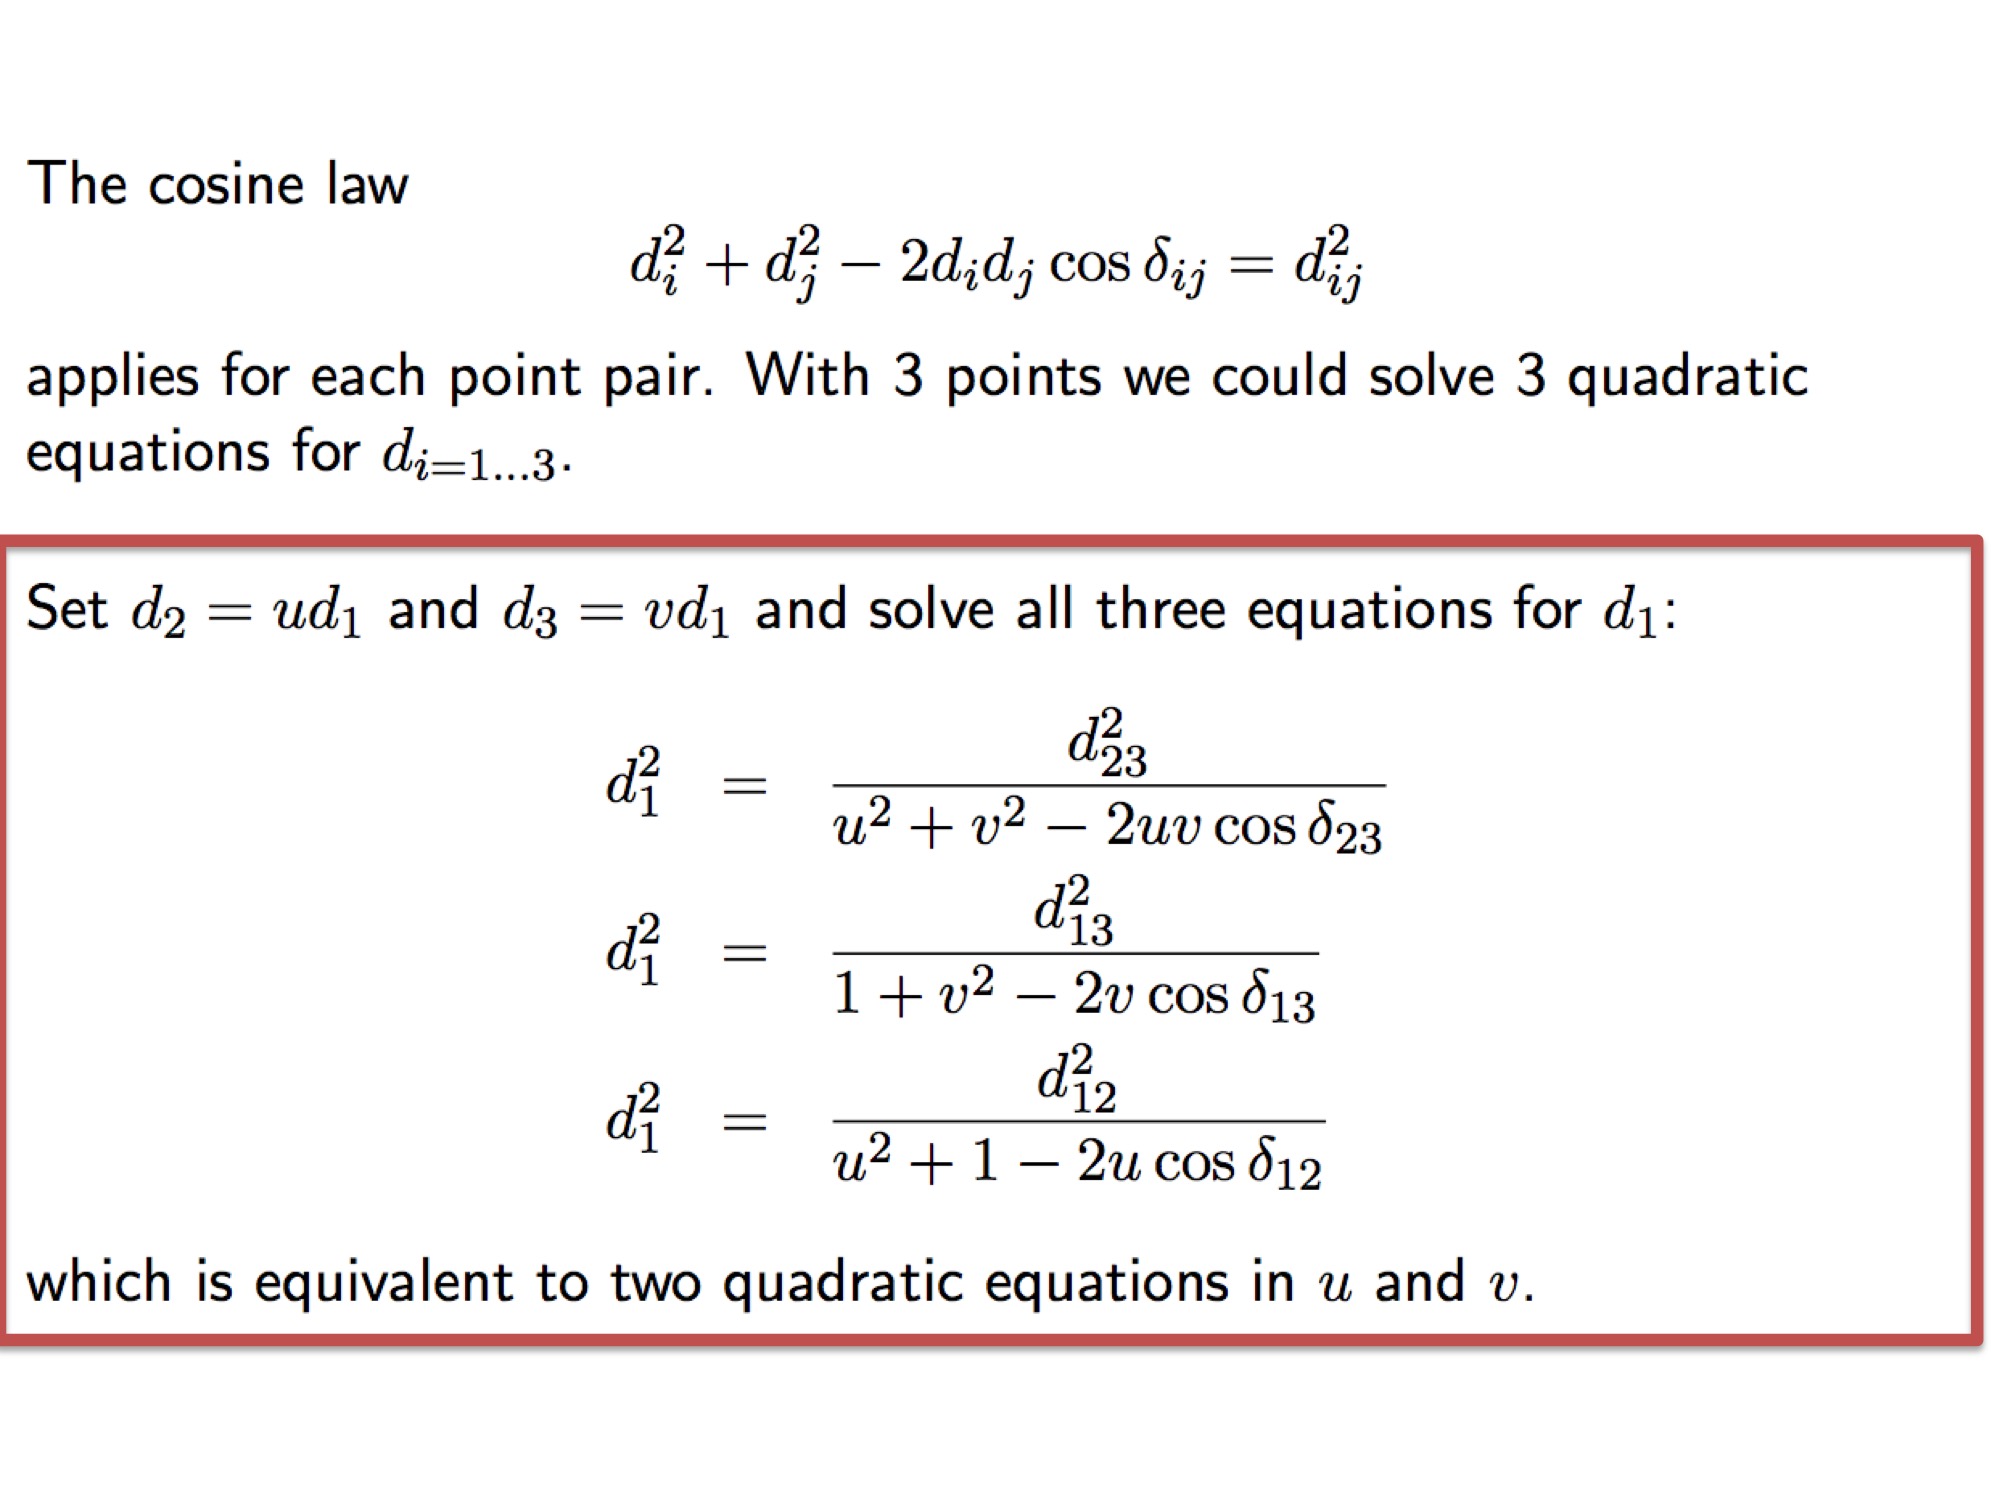 The cosine law
d_i^2 + d_j^2 − 2d_i d_j cos δ_{ij} = d_{ij}^2
applies for each point pair. With 3 points we could solve 3 quadratic
equations for d_{i=1...3}.
Set d_2 = ud_1 and d_3 = vd_1 and solve all three equations for d_1:
d_1^2 = \frac{d_{23}^2}{u^2 + v^2 − 2uv cos δ_{23}}
d_1^2 = \frac{d_{13}^2}{1 + v^2 − 2v cos δ_{13}}
d_1^2 = \frac{d_{12}^2}{u^2 + 1 − 2u cos δ_{12}}
which is equivalent to two quadratic equations in u and v.